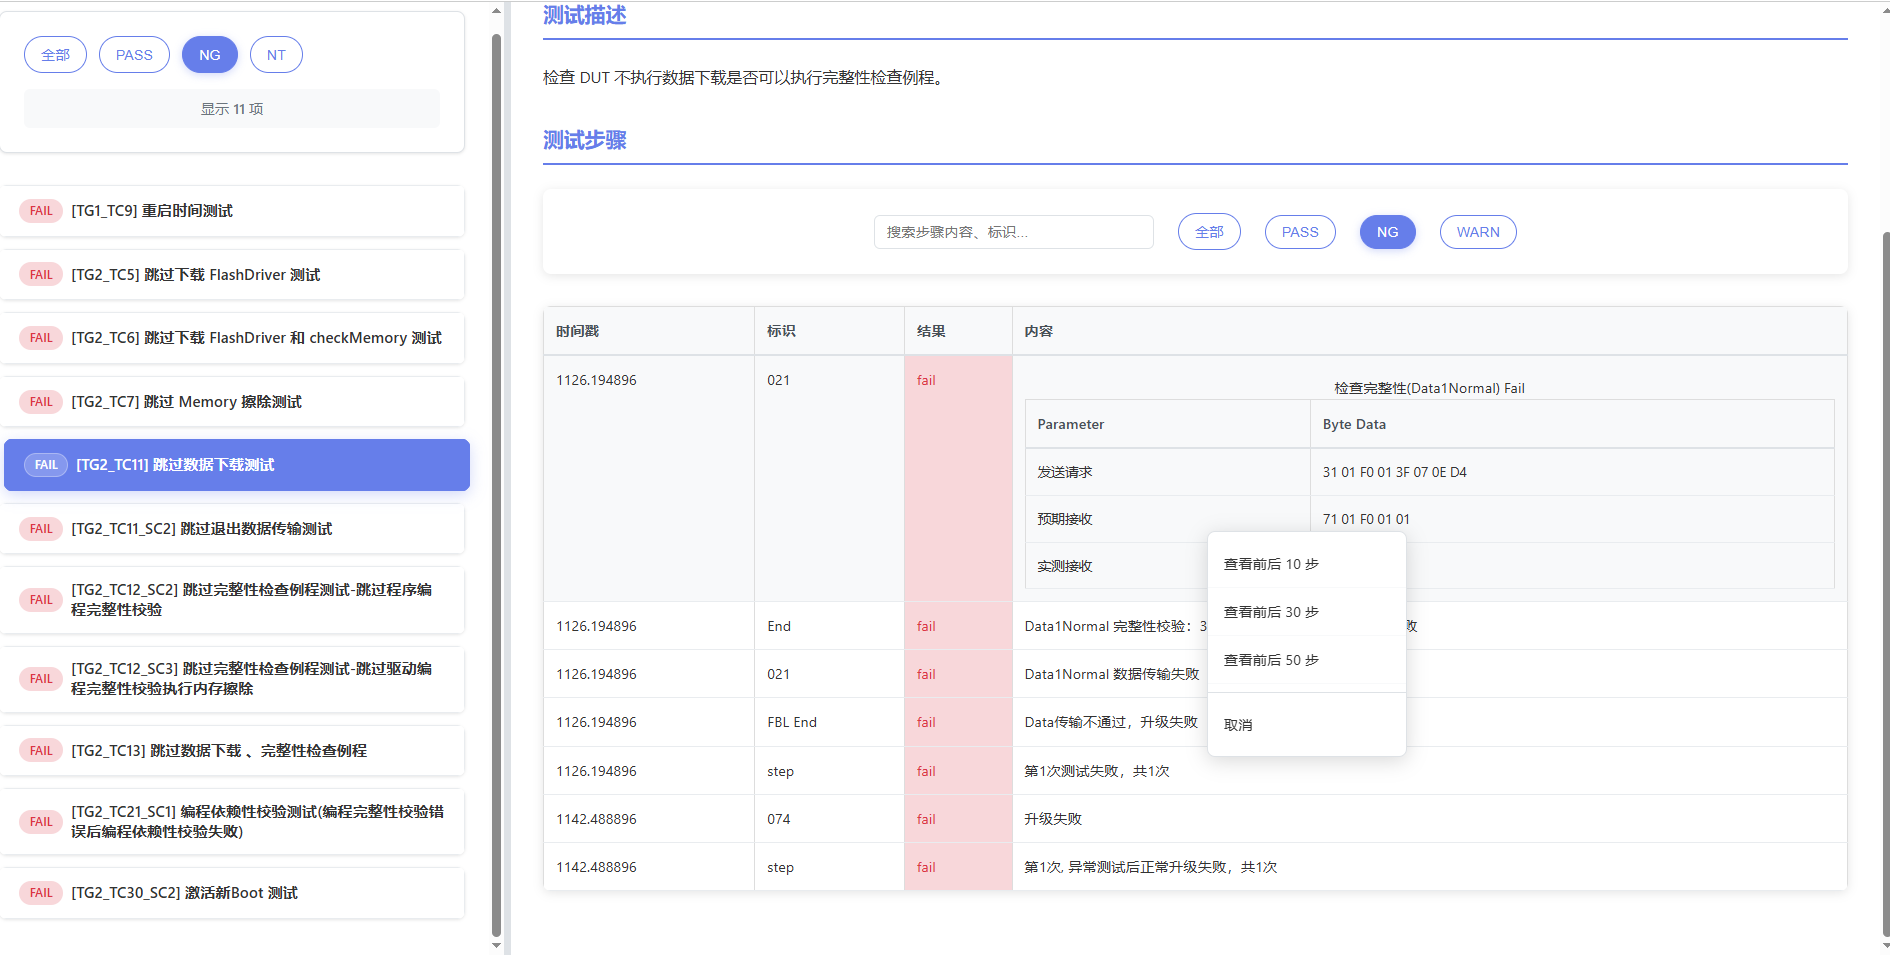 全部 PASS NG NT
显示 11 项
FAIL [TG1_TC9] 重启时间测试
FAIL [TG2_TC5] 跳过下载 FlashDriver 测试
FAIL [TG2_TC6] 跳过下载 FlashDriver 和 checkMemory 测试
FAIL [TG2_TC7] 跳过 Memory 擦除测试
FAIL [TG2_TC11] 跳过数据下载测试
FAIL [TG2_TC11_SC2] 跳过退出数据传输测试
FAIL [TG2_TC12_SC2] 跳过完整性检查例程测试-跳过程序编
程完整性校验
FAIL [TG2_TC12_SC3] 跳过完整性检查例程测试-跳过驱动编
程完整性校验执行内存擦除
FAIL [TG2_TC13] 跳过数据下载 、完整性检查例程
FAIL [TG2_TC21_SC1] 编程依赖性校验测试(编程完整性校验错
误后编程依赖性校验失败)
FAIL [TG2_TC30_SC2] 激活新Boot 测试
测试描述
检查 DUT 不执行数据下载是否可以执行完整性检查例程。
测试步骤
搜索步骤内容、标识... 全部 PASS NG WARN
时间戳 标识 结果 内容
1126.194896 021 fail
检查完整性(Data1Normal) Fail
Parameter Byte Data
发送请求 31 01 F0 01 3F 07 0E D4
预期接收 71 01 F0 01 01
实测接收
1126.194896 End fail Data1Normal 完整性校验：3 败
1126.194896 021 fail Data1Normal 数据传输失败
1126.194896 FBL End fail Data传输不通过，升级失败
1126.194896 step fail 第1次测试失败，共1次
1142.488896 074 fail 升级失败
1142.488896 step fail 第1次, 异常测试后正常升级失败，共1次
查看前后 10 步
查看前后 30 步
查看前后 50 步
取消